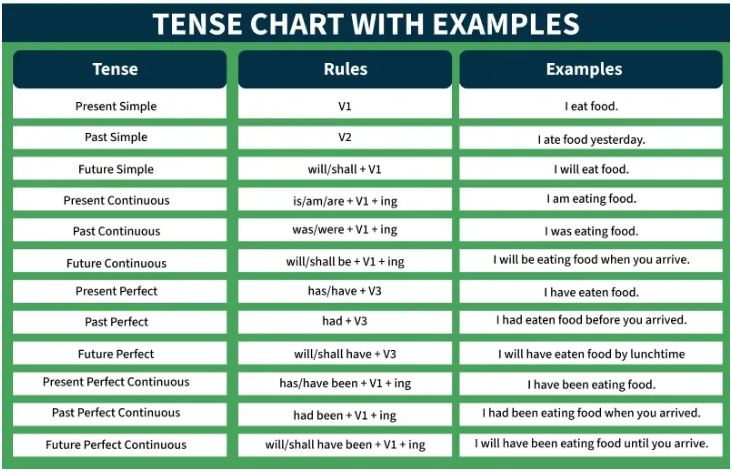 TENSE CHART WITH EXAMPLES
Tense Rules Examples
Present Simple V1 I eat food.
Past Simple V2 I ate food yesterday.
Future Simple will/shall + V1 I will eat food.
Present Continuous is/am/are + V1 + ing I am eating food.
Past Continuous was/were + V1 + ing I was eating food.
Future Continuous will/shall be + V1 + ing I will be eating food when you arrive.
Present Perfect has/have + V3 I have eaten food.
Past Perfect had + V3 I had eaten food before you arrived.
Future Perfect will/shall have + V3 I will have eaten food by lunchtime
Present Perfect Continuous has/have been + V1 + ing I have been eating food.
Past Perfect Continuous had been + V1 + ing I had been eating food when you arrived.
Future Perfect Continuous will/shall have been + V1 + ing I will have been eating food until you arrive.